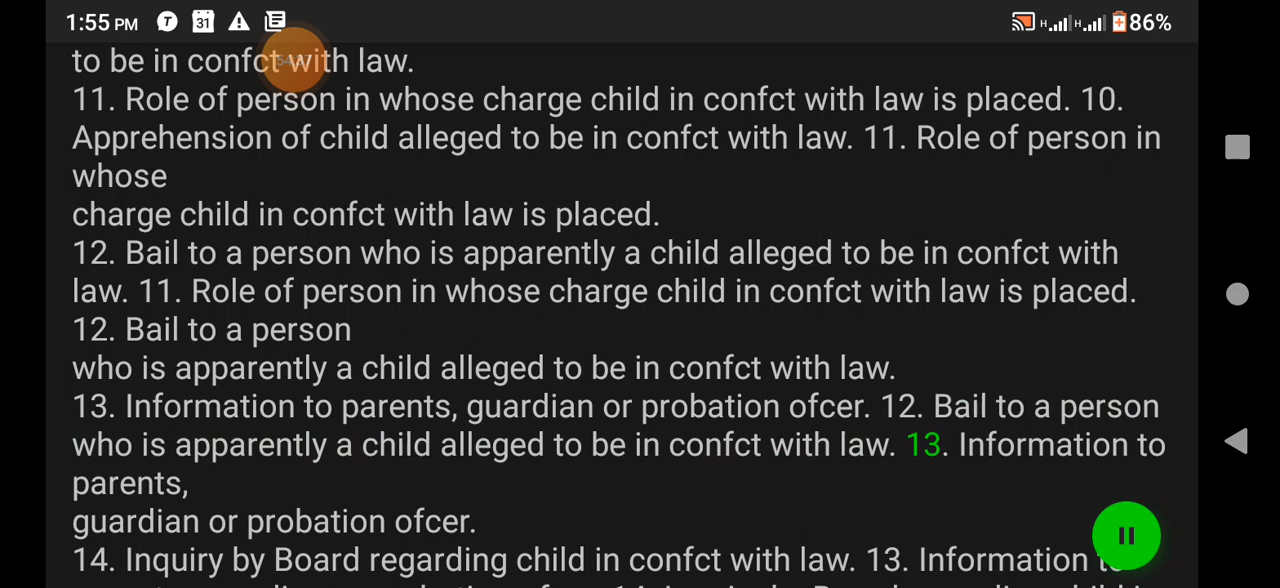 1:55 PM 31 H H 86%
to be in confct with law.
11. Role of person in whose charge child in confct with law is placed. 10.
Apprehension of child alleged to be in confct with law. 11. Role of person in
whose
charge child in confct with law is placed.
12. Bail to a person who is apparently a child alleged to be in confct with
law. 11. Role of person in whose charge child in confct with law is placed.
12. Bail to a person
who is apparently a child alleged to be in confct with law.
13. Information to parents, guardian or probation ofcer. 12. Bail to a person
who is apparently a child alleged to be in confct with law. 13. Information to
parents,
guardian or probation ofcer.
14. Inquiry by Board regarding child in confct with law. 13. Information to